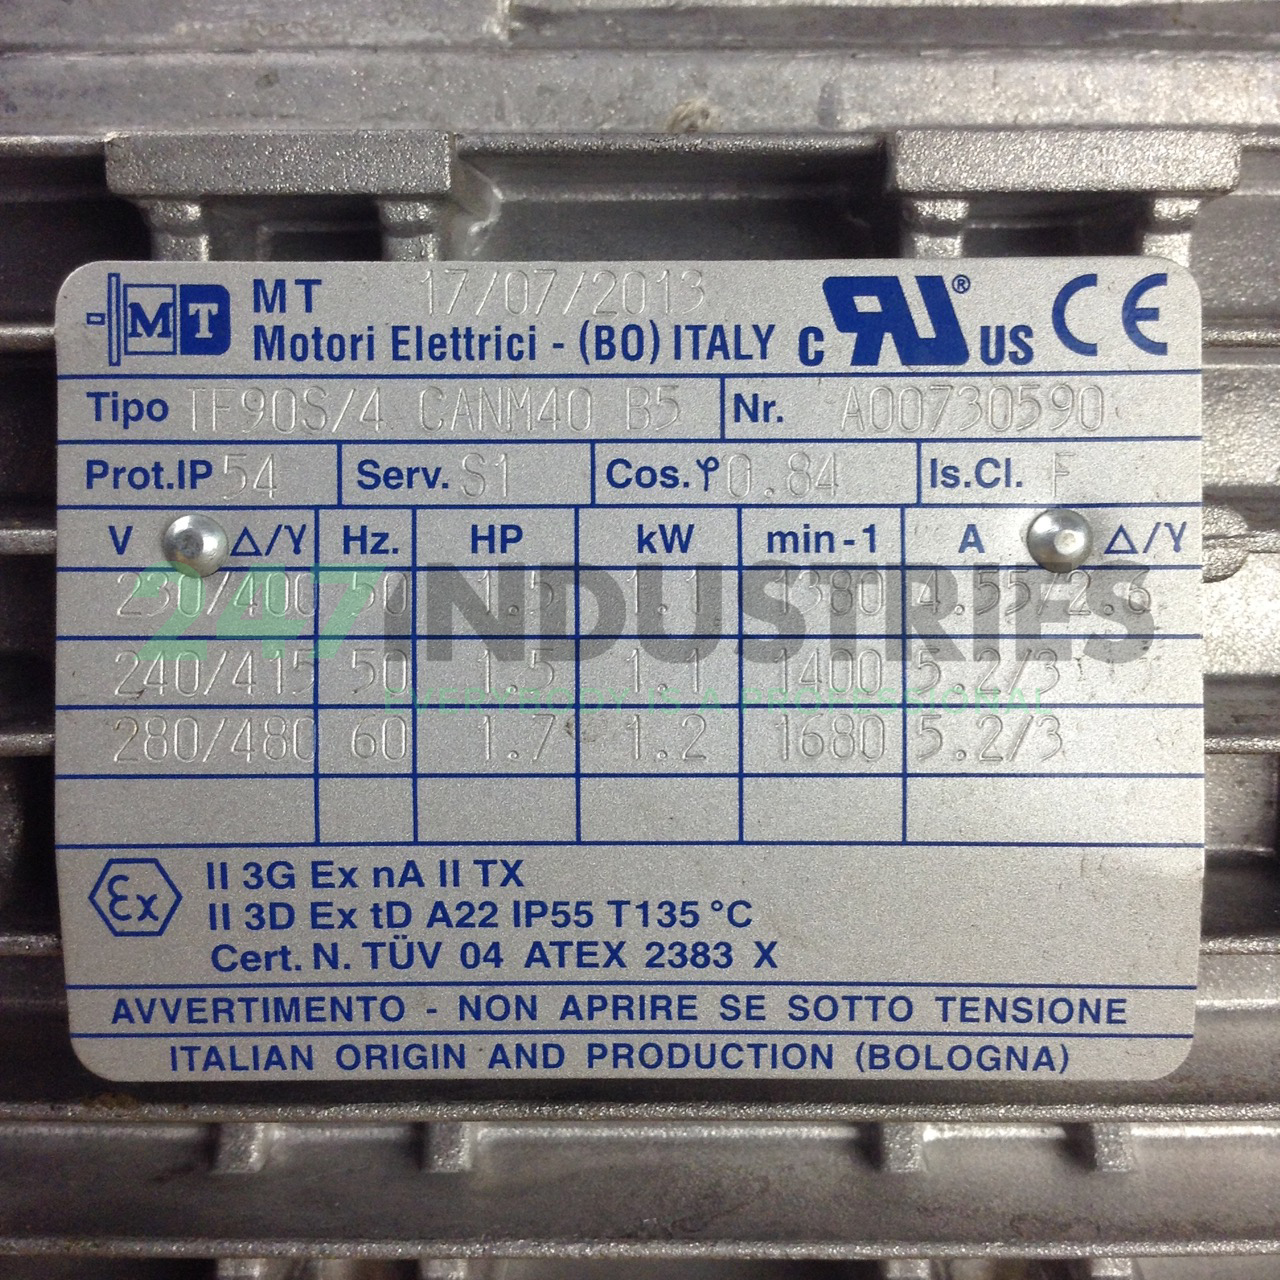 MT
MT 17/07/2013
Motori Elettrici - (BO) ITALY c RU® US CE
Tipo TF90S/4 CANM40 B5 Nr. A00730590
Prot.IP 54 Serv. S1 Cos.φ 0.84 Is.Cl. F
V Δ/Y Hz. HP kW min-1 A Δ/Y
230/400 50 1.5 1.1 1380 4.55/2.6
247 INDUSTRIES
240/415 50 1.5 1.1 1400 5.2/3
EVERYBODY IS A PROFESSIONAL
280/480 60 1.7 1.2 1680 5.2/3
Ex II 3G Ex nA II TX
II 3D Ex tD A22 IP55 T135°C
Cert. N. TÜV 04 ATEX 2383 X
AVVERTIMENTO - NON APRIRE SE SOTTO TENSIONE
ITALIAN ORIGIN AND PRODUCTION (BOLOGNA)